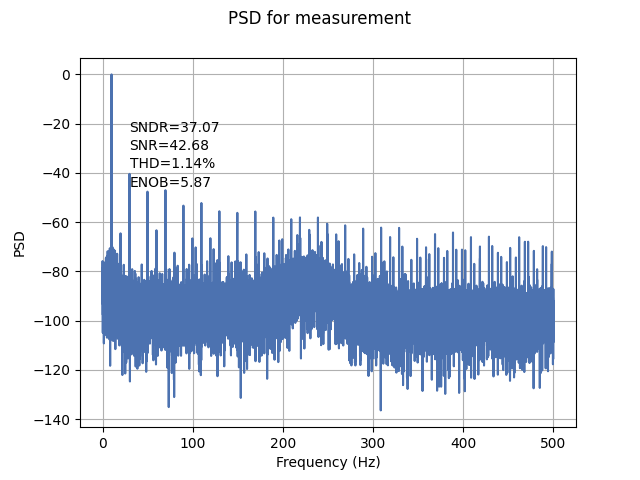 PSD for measurement
0
−20
−40
−60
−80
−100
−120
−140
PSD
SNDR=37.07
SNR=42.68
THD=1.14%
ENOB=5.87
0 100 200 300 400 500
Frequency (Hz)